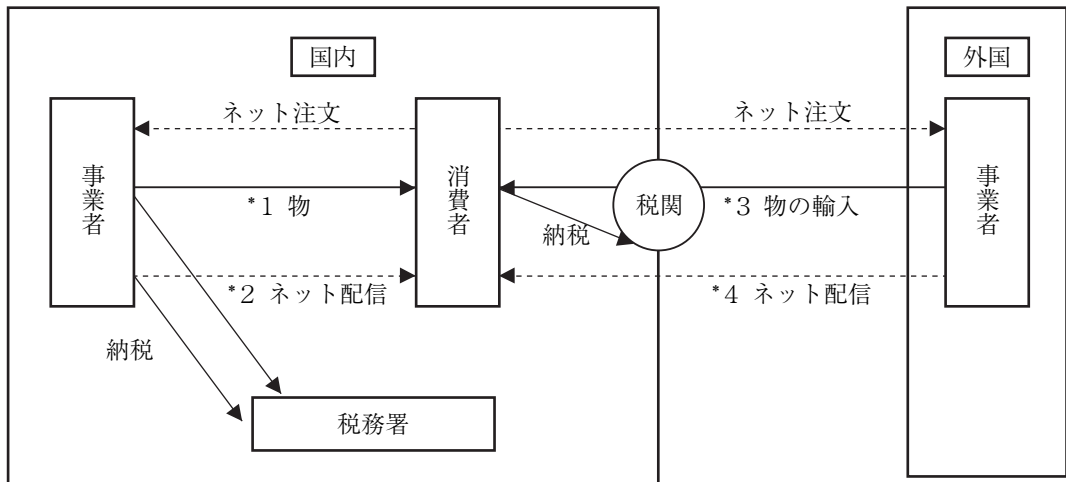 国内
外国
ネット注文
ネット注文
事業者
消費者
税関
事業者
*1 物
*3 物の輸入
納税
*2 ネット配信
*4 ネット配信
納税
税務署